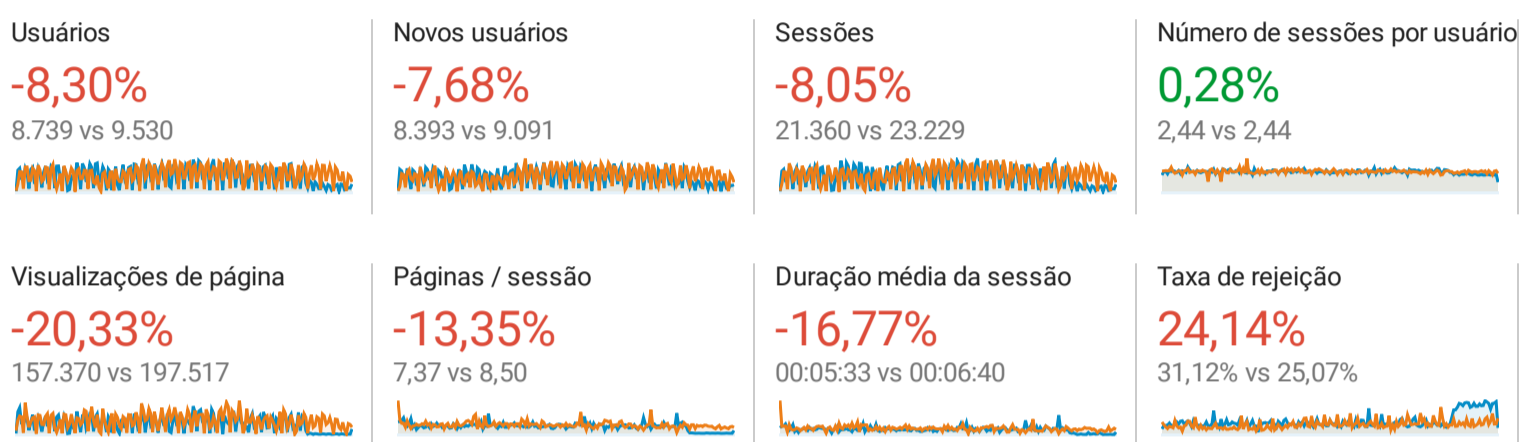 Usuários
-8,30%
8.739 vs 9.530
Novos usuários
-7,68%
8.393 vs 9.091
Sessões
-8,05%
21.360 vs 23.229
Número de sessões por usuário
0,28%
2,44 vs 2,44
Visualizações de página
-20,33%
157.370 vs 197.517
Páginas / sessão
-13,35%
7,37 vs 8,50
Duração média da sessão
-16,77%
00:05:33 vs 00:06:40
Taxa de rejeição
24,14%
31,12% vs 25,07%